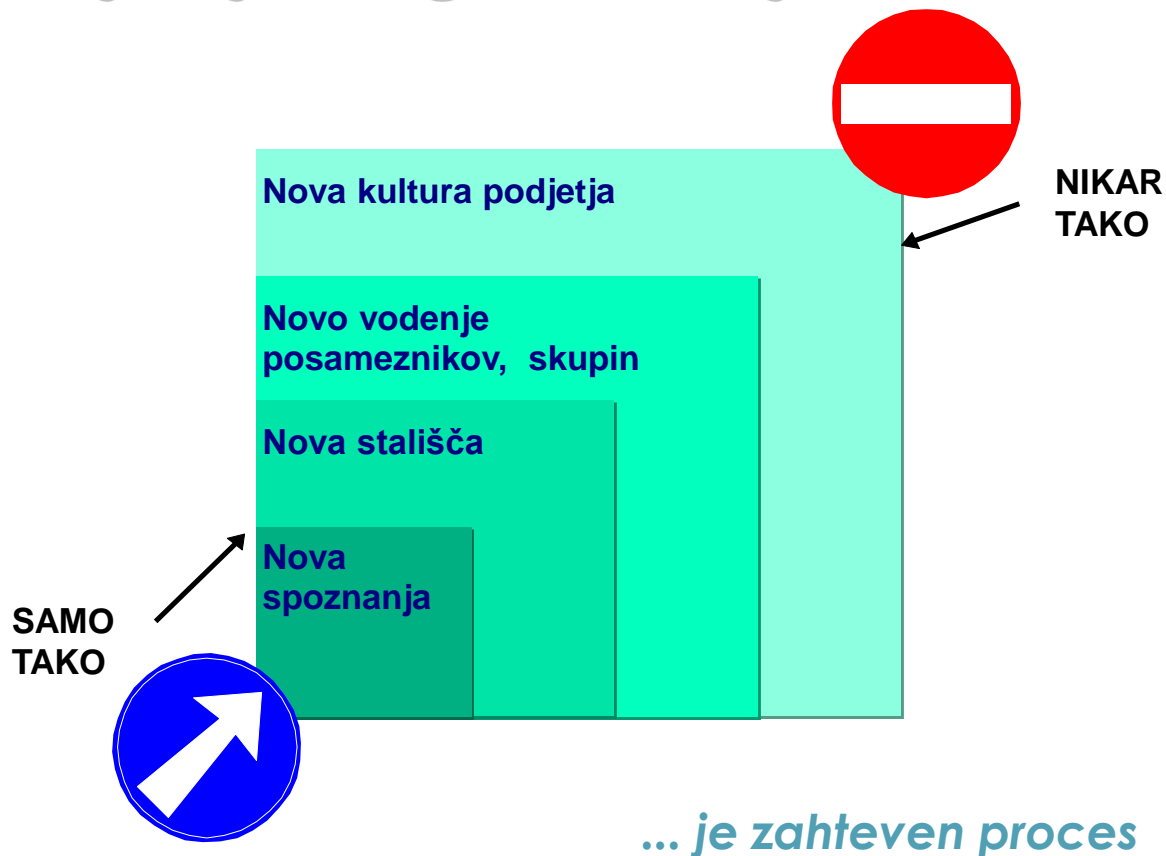 Nova kultura podjetja
NIKAR
TAKO
Novo vodenje
posameznikov, skupin
Nova stališča
Nova
spoznanja
SAMO
TAKO
... je zahteven proces